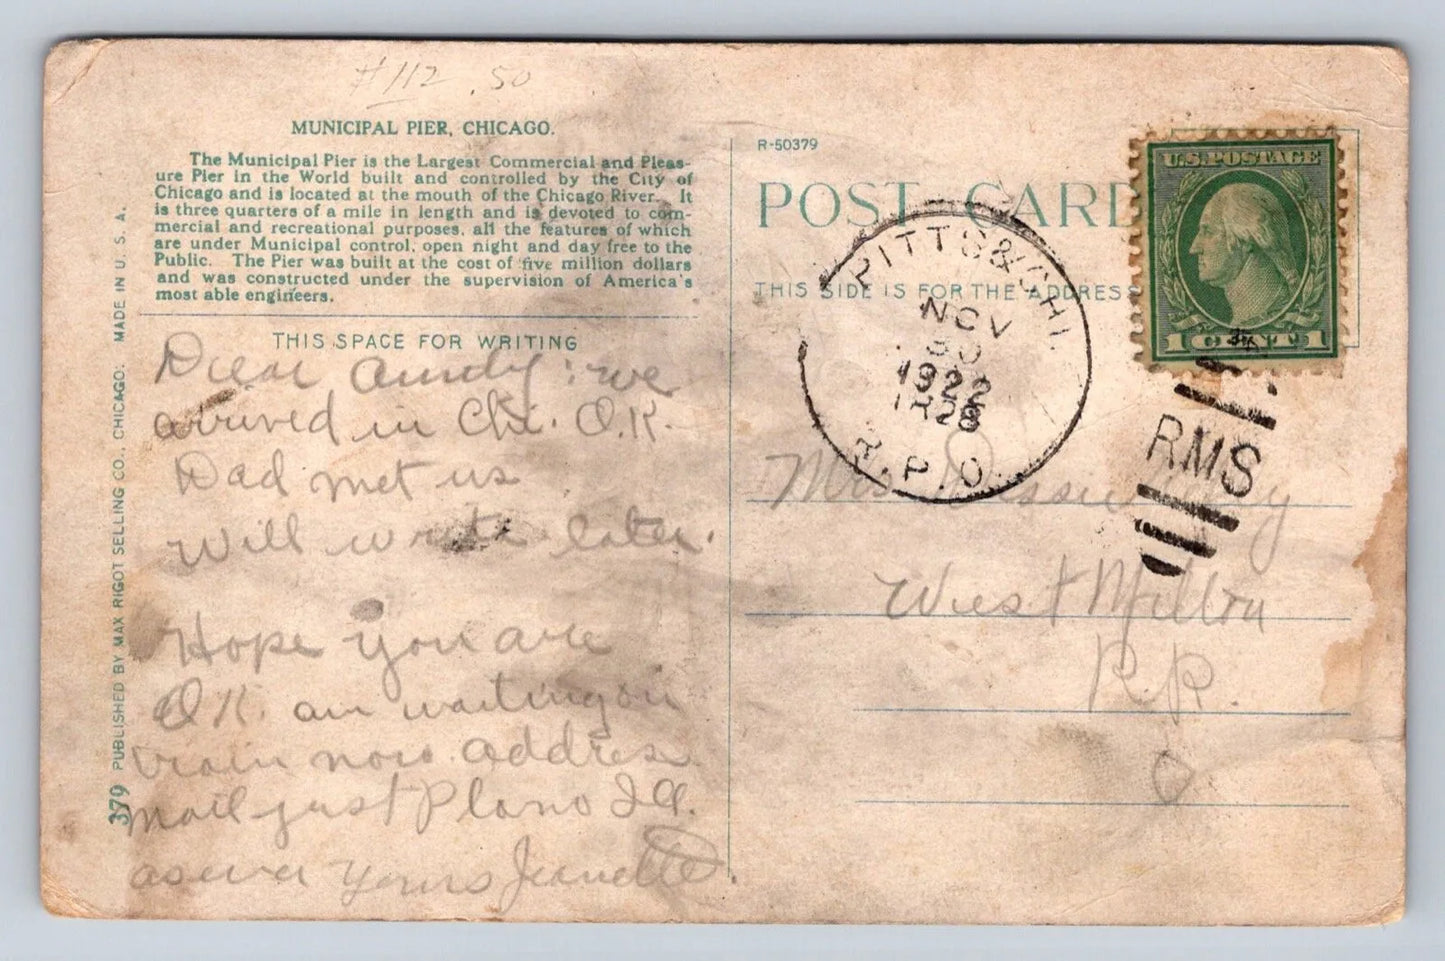 #112 .50
MUNICIPAL PIER, CHICAGO.
The Municipal Pier is the Largest Commercial and Pleas-
ure Pier in the World built and controlled by the City of
Chicago and is located at the mouth of the Chicago River. It
is three quarters of a mile in length and is devoted to com-
mercial and recreational purposes, all the features of which
are under Municipal control, open night and day free to the
Public. The Pier was built at the cost of five million dollars
and was constructed under the supervision of America's
most able engineers.
THIS SPACE FOR WRITING
Dear Aundy: we
arrived in Chi. O.K.
Dad met us
Will write later.
Hope you are
O.K. am waiting on
train now. address
mail just Plano Ill.
as ever Yours Jeanette.
379 PUBLISHED BY MAX RIGOT SELLING CO., CHICAGO. MADE IN U. S. A.
R-50379
POST CARD
THIS SIDE IS FOR THE ADDRESS
U.S. POSTAGE
1 CENT 1
PITTS & CHI.
NOV
30
1922
R.P.O.
RMS
Mrs
West Milton
R.R.
O